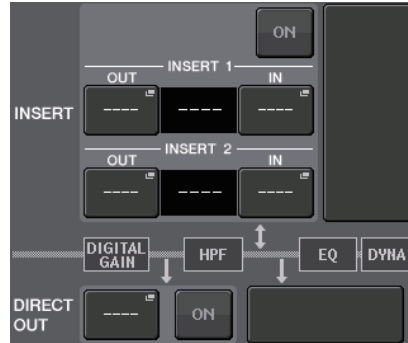 ON
INSERT 1
OUT IN
INSERT
---- ---- ----
INSERT 2
OUT IN
---- ---- ----
DIGITAL GAIN
HPF
EQ
DYNA
DIRECT OUT
----
ON